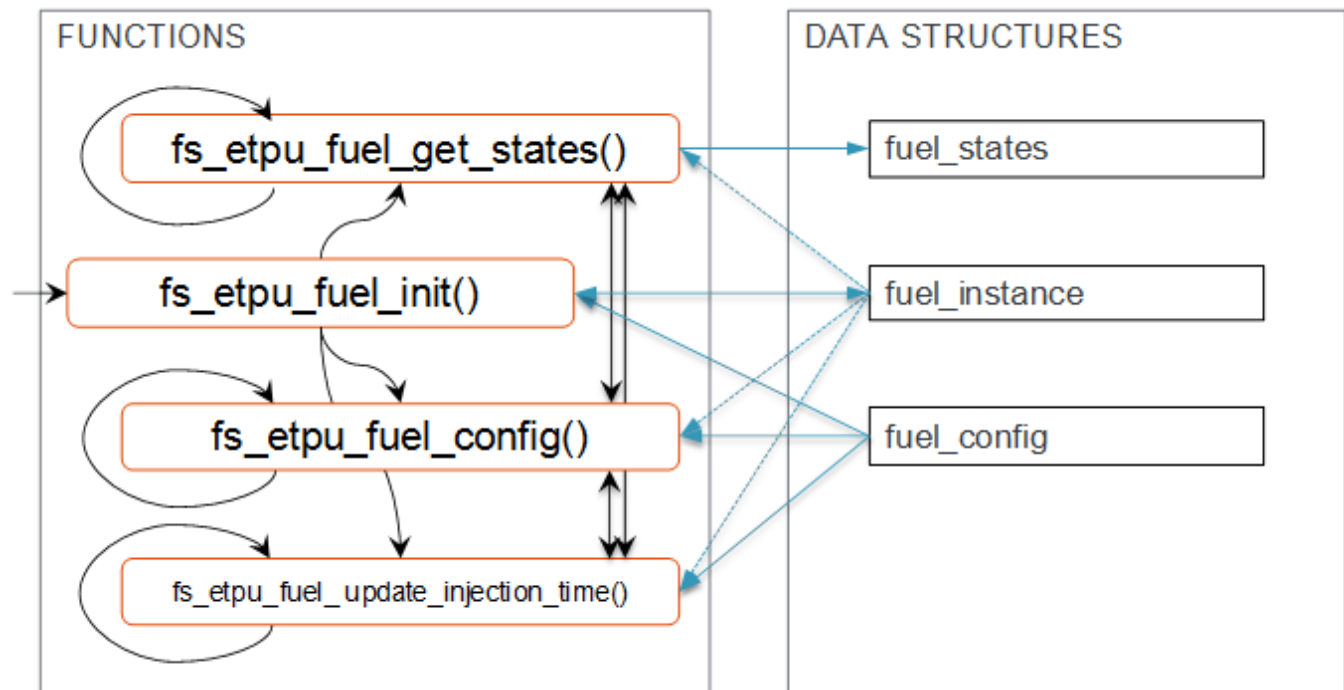 FUNCTIONS
fs_etpu_fuel_get_states()
fs_etpu_fuel_init()
fs_etpu_fuel_config()
fs_etpu_fuel_update_injection_time()
DATA STRUCTURES
fuel_states
fuel_instance
fuel_config